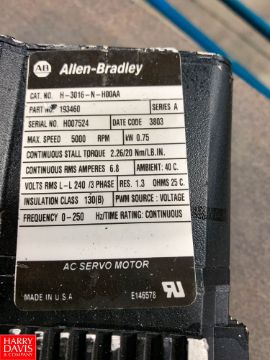 AB Allen-Bradley
CAT. NO. H-3016-N-H00AA
PART NO. 193460 SERIES A
SERIAL NO. H007524 DATE CODE 3803
MAX. SPEED 5000 RPM KW 0.75
CONTINUOUS STALL TORQUE 2.26/20 Nm/LB.IN.
CONTINUOUS RMS AMPERES 6.8 AMBIENT: 40 C.
VOLTS RMS L-L 240 /3 PHASE RES. 1.3 OHMS 25 C.
INSULATION CLASS 130(B) PWM SOURCE: VOLTAGE
FREQUENCY 0-250 Hz/TIME RATING: CONTINUOUS
AC SERVO MOTOR
MADE IN U.S.A E146578
HARRY
DAVIS
& COMPANY